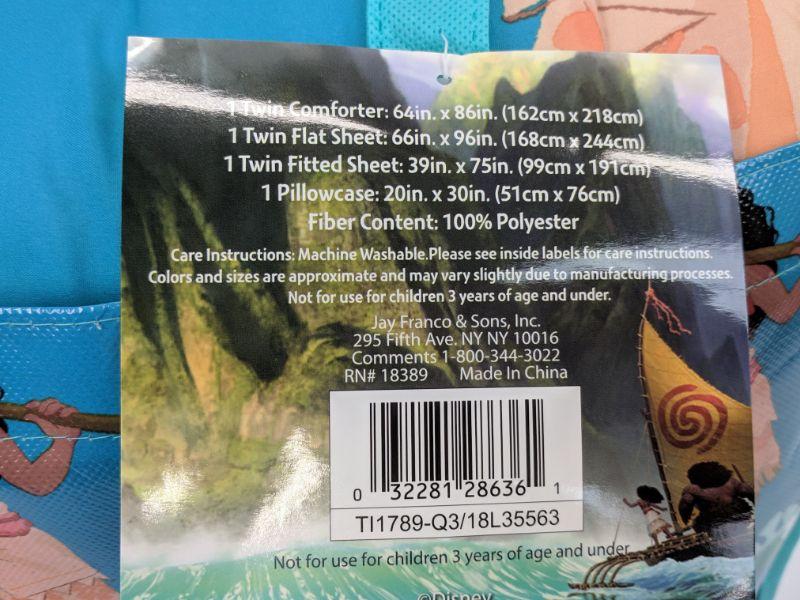 1 Twin Comforter: 64in. x 86in. (162cm x 218cm)
1 Twin Flat Sheet: 66in. x 96in. (168cm x 244cm)
1 Twin Fitted Sheet: 39in. x 75in. (99cm x 191cm)
1 Pillowcase: 20in. x 30in. (51cm x 76cm)
Fiber Content: 100% Polyester
Care Instructions: Machine Washable.Please see inside labels for care instructions.
Colors and sizes are approximate and may vary slightly due to manufacturing processes.
Not for use for children 3 years of age and under.
Jay Franco & Sons, Inc.
295 Fifth Ave. NY NY 10016
Comments 1-800-344-3022
RN# 18389 Made In China
0 32281 28636 1
TI1789-Q3/18L35563
Not for use for children 3 years of age and under.
©Disney